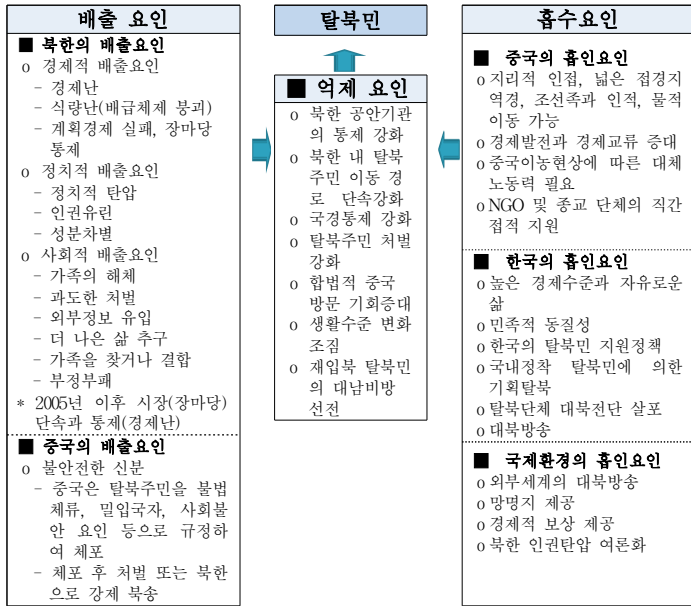 배출 요인
■ 북한의 배출요인
o 경제적 배출요인
- 경제난
- 식량난(배급체제 붕괴)
- 계획경제 실패, 장마당
통제
o 정치적 배출요인
- 정치적 탄압
- 인권유린
- 성분차별
o 사회적 배출요인
- 가족의 해체
- 과도한 처벌
- 외부정보 유입
- 더 나은 삶 추구
- 가족을 찾거나 결합
- 부정부패
* 2005년 이후 시장(장마당)
단속과 통제(경제난)
■ 중국의 배출요인
o 불안전한 신분
- 중국은 탈북주민을 불법
체류, 밀입국자, 사회불
안 요인 등으로 규정하
여 체포
- 체포 후 처벌 또는 북한
으로 강제 북송
탈북민
■ 억제 요인
o 북한 공안기관
의 통제 강화
o 북한 내 탈북
주민 이동 경
로 단속강화
o 국경통제 강화
o 탈북주민 처벌
강화
o 합법적 중국
방문 기회증대
o 생활수준 변화
조짐
o 재입북 탈북민
의 대남비방
선전
흡수요인
■ 중국의 흡인요인
o 지리적 인접, 넓은 접경지
역경, 조선족과 인적, 물적
이동 가능
o 경제발전과 경제교류 증대
o 중국이농현상에 따른 대체
노동력 필요
o NGO 및 종교 단체의 직간
접적 지원
■ 한국의 흡인요인
o 높은 경제수준과 자유로운
삶
o 민족적 동질성
o 한국의 탈북민 지원정책
o 국내정착 탈북민에 의한
기획탈북
o 탈북단체 대북전단 살포
o 대북방송
■ 국제환경의 흡인요인
o 외부세계의 대북방송
o 망명지 제공
o 경제적 보상 제공
o 북한 인권탄압 여론화